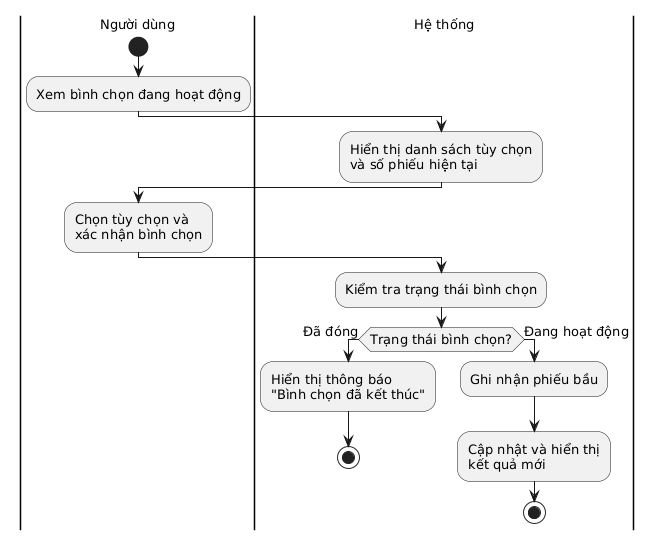 Người dùng
Hệ thống
Xem bình chọn đang hoạt động
Hiển thị danh sách tùy chọn
và số phiếu hiện tại
Chọn tùy chọn và
xác nhận bình chọn
Kiểm tra trạng thái bình chọn
Đã đóng
Trạng thái bình chọn?
Đang hoạt động
Hiển thị thông báo
"Bình chọn đã kết thúc"
Ghi nhận phiếu bầu
Cập nhật và hiển thị
kết quả mới